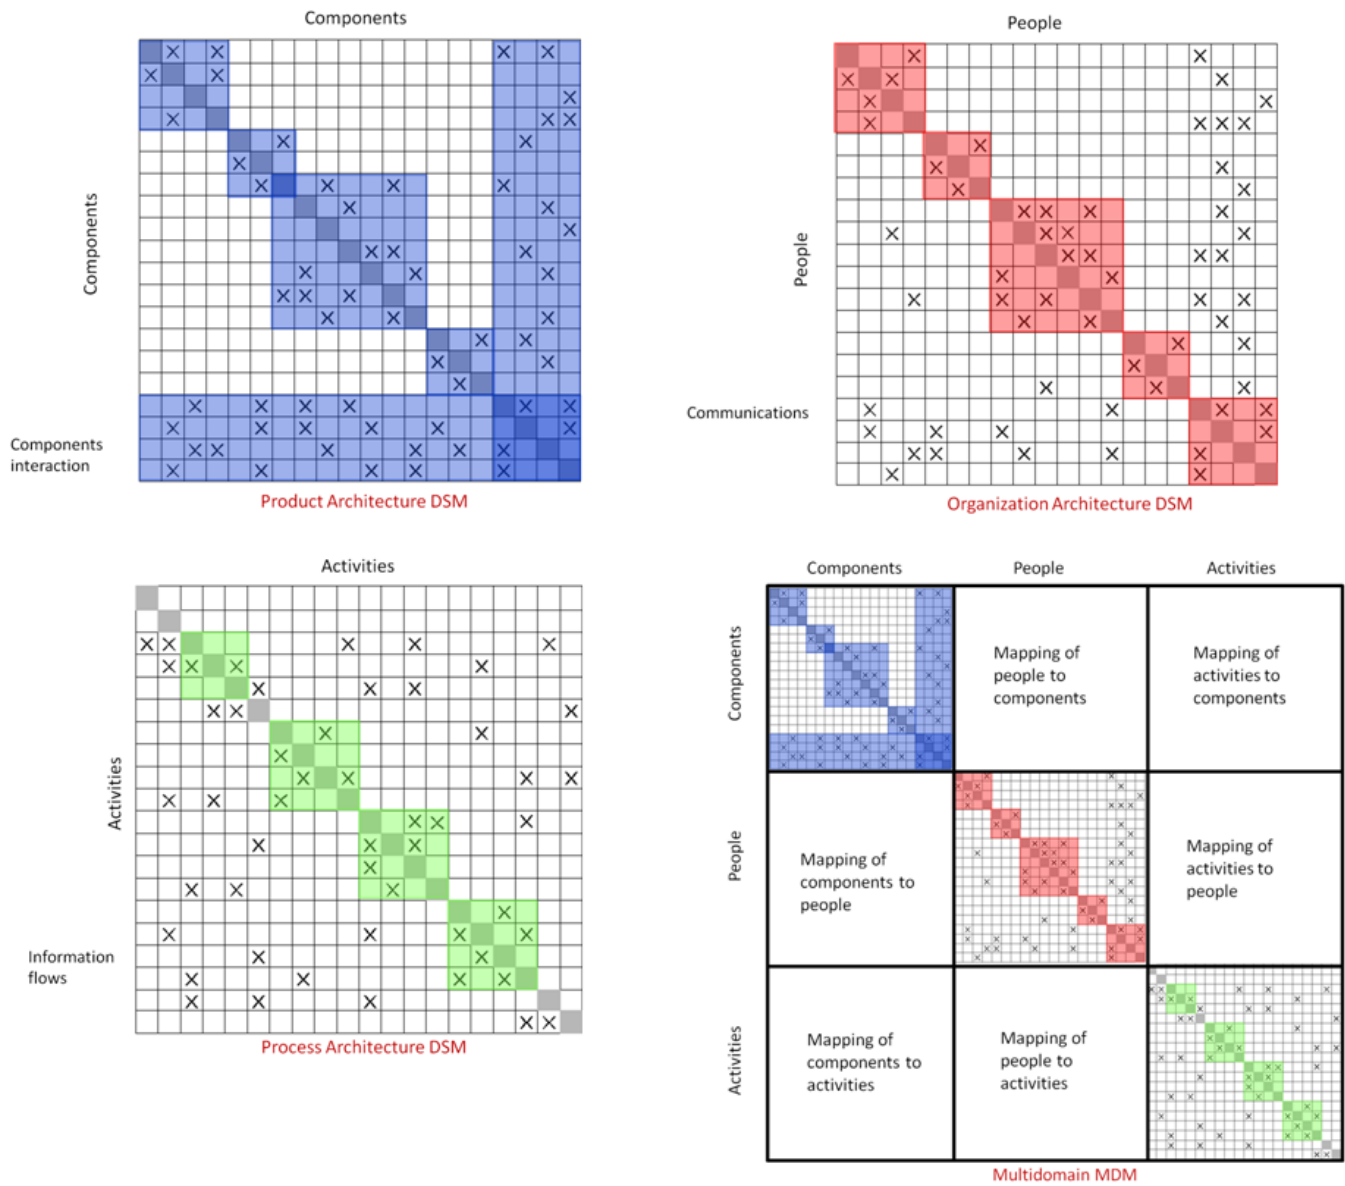 Components
Components
Components
interaction
Product Architecture DSM
People
People
Communications
Organization Architecture DSM
Activities
Activities
Information
flows
Process Architecture DSM
Components
People
Activities
Components
Mapping of
people to
components
Mapping of
activities to
components
People
Mapping of
components to
people
Mapping of
activities to
people
Activities
Mapping of
components to
activities
Mapping of
people to
activities
Multidomain MDM